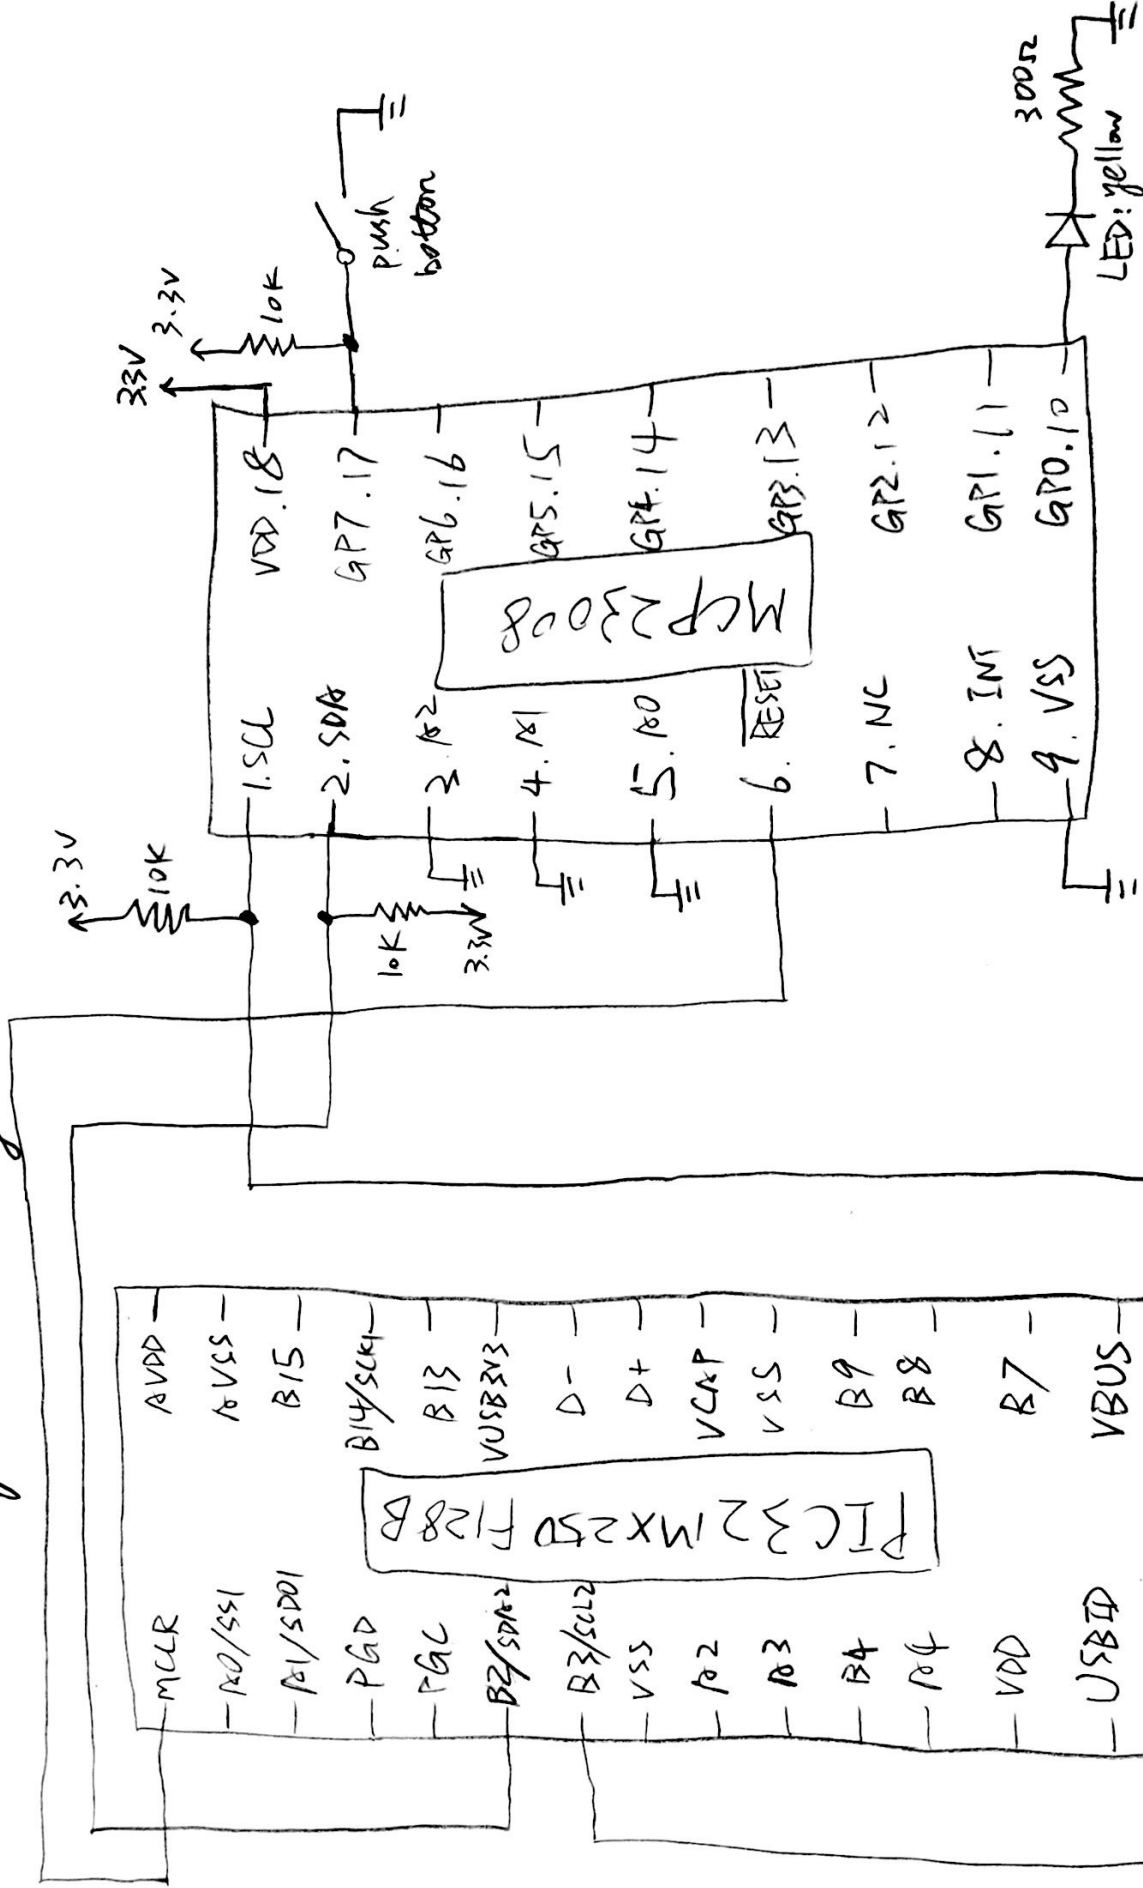 3.3V
10K
3.3V
3.3V
10K
push
botton
10K
3.3V
1.SCL
2.SDA
3.A2
4.A1
5.A0
6.RESET
7.NC
8.INT
9.VSS
VDD.18
GP7.17
GP6.16
GP5.15
GP4.14
GP3.13
GP2.12
GP1.11
GP0.10
MCP23008
300Ω
LED:yellow
MCLR
A0/SS1
A1/SDO1
PGD
PGC
B2/SDA2
B3/SCL2
VSS
A2
A3
B4
A4
VDD
USBID
AVDD
AVSS
B15
B14/SCK1
B13
VUSB3V3
D-
D+
VCAP
VSS
B9
B8
B7
VBUS
PIC32MX250F128B